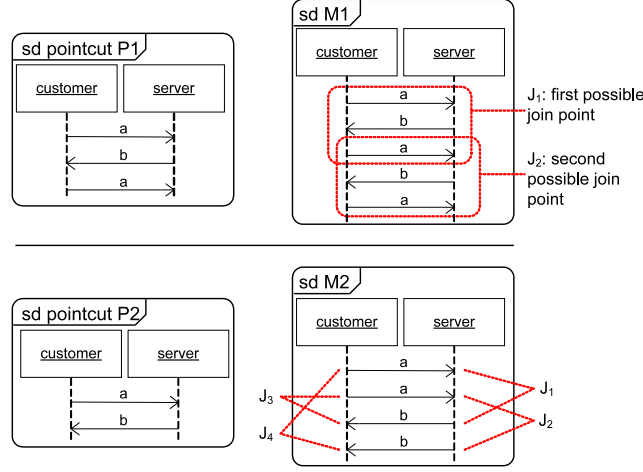 sd pointcut P1
customer
server
a
b
a
sd M1
customer
server
a
b
a
b
a
J₁: first possible
join point
J₂: second
possible join
point
sd pointcut P2
customer
server
a
b
sd M2
customer
server
a
a
b
b
J₃
J₄
J₁
J₂